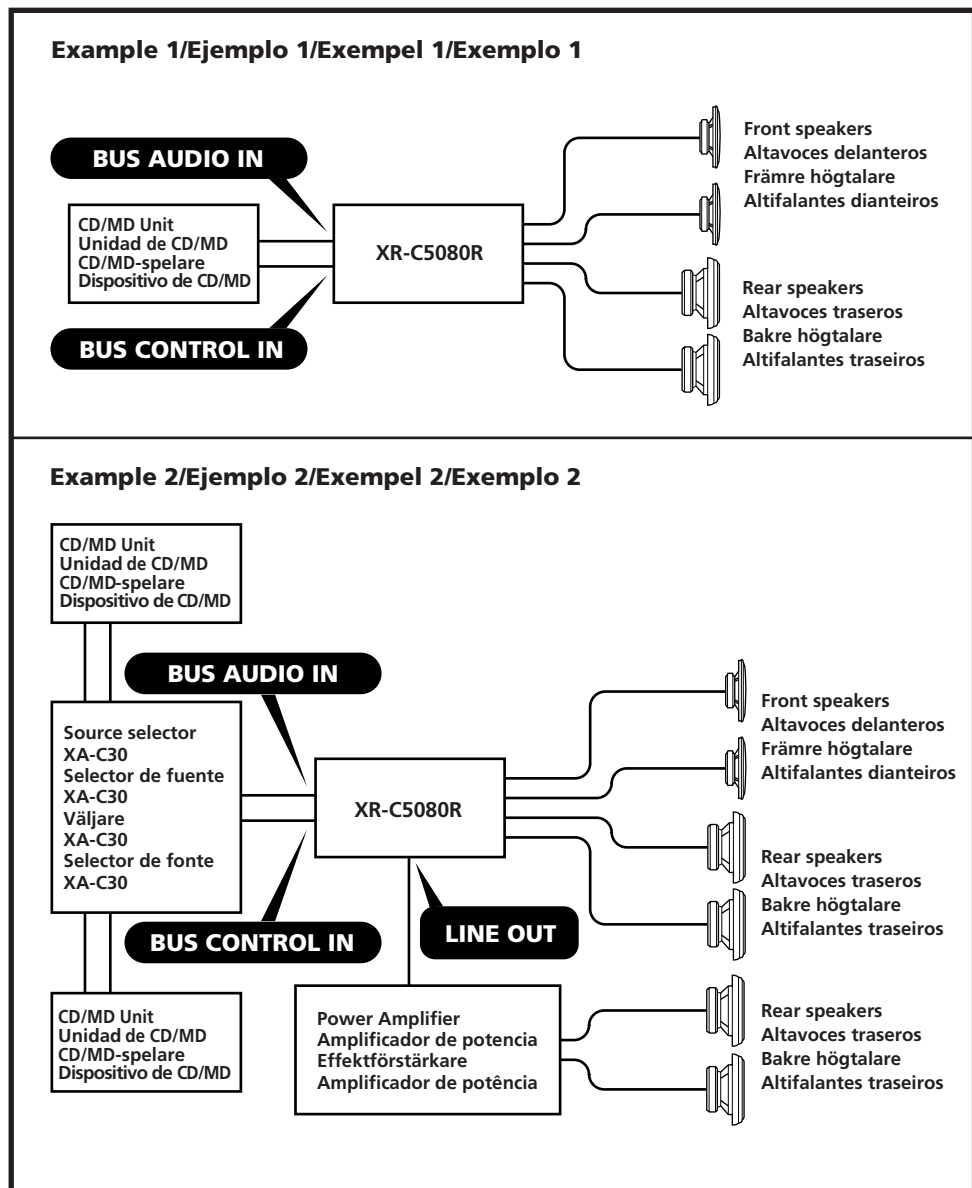 Example 1/Ejemplo 1/Exempel 1/Exemplo 1
BUS AUDIO IN
CD/MD Unit
Unidad de CD/MD
CD/MD-spelare
Dispositivo de CD/MD
BUS CONTROL IN
XR-C5080R
Front speakers
Altavoces delanteros
Främre högtalare
Altifalantes dianteiros
Rear speakers
Altavoces traseros
Bakre högtalare
Altifalantes traseiros
Example 2/Ejemplo 2/Exempel 2/Exemplo 2
CD/MD Unit
Unidad de CD/MD
CD/MD-spelare
Dispositivo de CD/MD
BUS AUDIO IN
Source selector
XA-C30
Selector de fuente
XA-C30
Väljare
XA-C30
Selector de fonte
XA-C30
XR-C5080R
BUS CONTROL IN
LINE OUT
Front speakers
Altavoces delanteros
Främre högtalare
Altifalantes dianteiros
Rear speakers
Altavoces traseros
Bakre högtalare
Altifalantes traseiros
CD/MD Unit
Unidad de CD/MD
CD/MD-spelare
Dispositivo de CD/MD
Power Amplifier
Amplificador de potencia
Effektförstärkare
Amplificador de potência
Rear speakers
Altavoces traseros
Bakre högtalare
Altifalantes traseiros